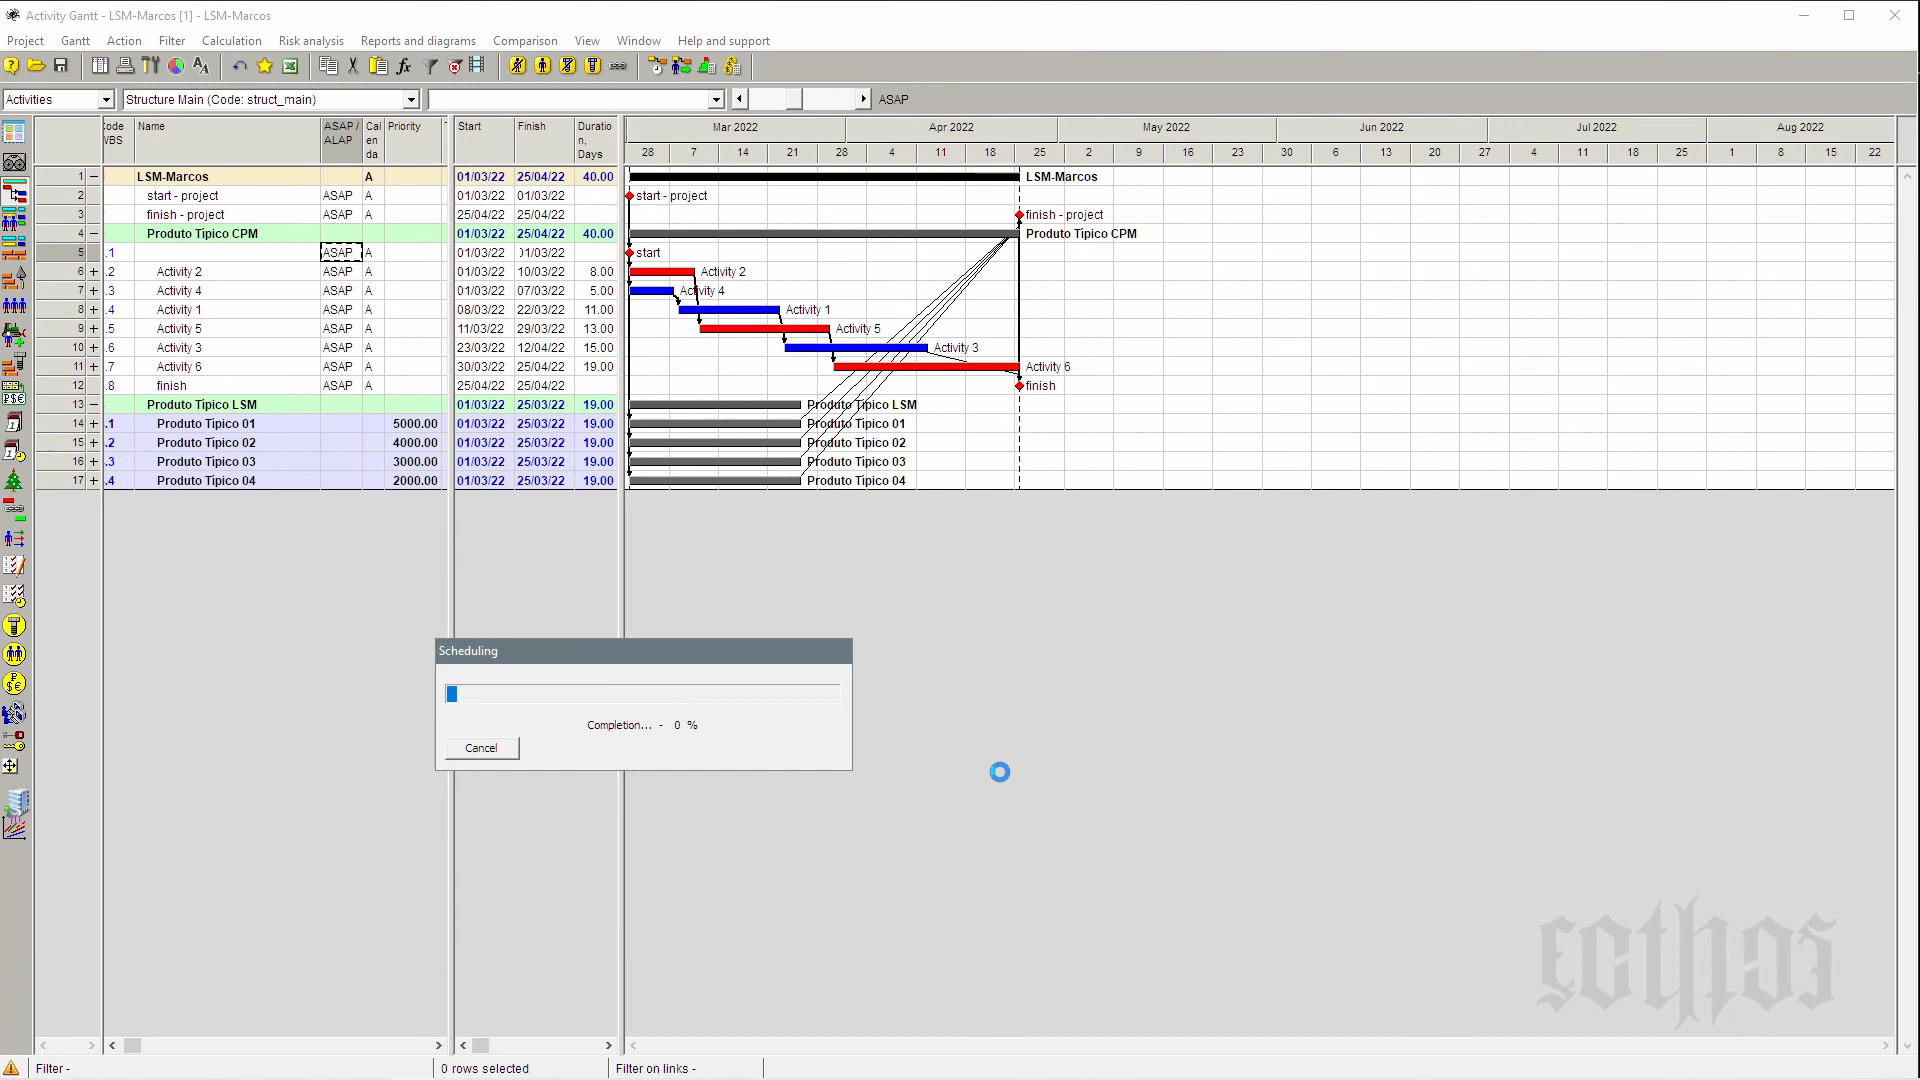 Activity Gantt - LSM-Marcos [1] - LSM-Marcos
Project Gantt Action Filter Calculation Risk analysis Reports and diagrams Comparison View Window Help and support
Activities Structure Main (Code: struct_main) ASAP
Code WBS Name ASAP / ALAP Calenda Priority Start Finish Duration, Days
Mar 2022 Apr 2022 May 2022 Jun 2022 Jul 2022 Aug 2022
28 7 14 21 28 4 11 18 25 2 9 16 23 30 6 13 20 27 4 11 18 25 1 8 15 22
1 LSM-Marcos A 01/03/22 25/04/22 40.00 LSM-Marcos
2 start - project ASAP A 01/03/22 01/03/22 start - project
3 finish - project ASAP A 25/04/22 25/04/22 finish - project
4 Produto Típico CPM 01/03/22 25/04/22 40.00 Produto Típico CPM
5 .1 ASAP A 01/03/22 01/03/22 start
6 .2 Activity 2 ASAP A 01/03/22 10/03/22 8.00 Activity 2
7 .3 Activity 4 ASAP A 01/03/22 07/03/22 5.00 Activity 4
8 .4 Activity 1 ASAP A 08/03/22 22/03/22 11.00 Activity 1
9 .5 Activity 5 ASAP A 11/03/22 29/03/22 13.00 Activity 5
10 .6 Activity 3 ASAP A 23/03/22 12/04/22 15.00 Activity 3
11 .7 Activity 6 ASAP A 30/03/22 25/04/22 19.00 Activity 6
12 .8 finish ASAP A 25/04/22 25/04/22 finish
13 Produto Típico LSM 01/03/22 25/03/22 19.00 Produto Típico LSM
14 .1 Produto Típico 01 5000.00 01/03/22 25/03/22 19.00 Produto Típico 01
15 .2 Produto Típico 02 4000.00 01/03/22 25/03/22 19.00 Produto Típico 02
16 .3 Produto Típico 03 3000.00 01/03/22 25/03/22 19.00 Produto Típico 03
17 .4 Produto Típico 04 2000.00 01/03/22 25/03/22 19.00 Produto Típico 04
Scheduling
Completion... - 0 %
Cancel
Filter - 0 rows selected Filter on links -